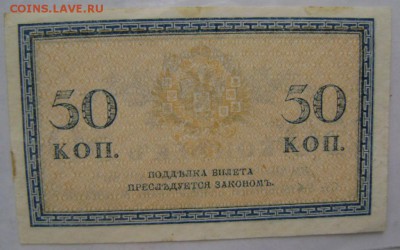 COINS.LAVE.RU
50 50
КОП. КОП.
ПОДДѢЛКА БИЛЕТА
ПРЕСЛѢДУЕТСЯ ЗАКОНОМЪ.